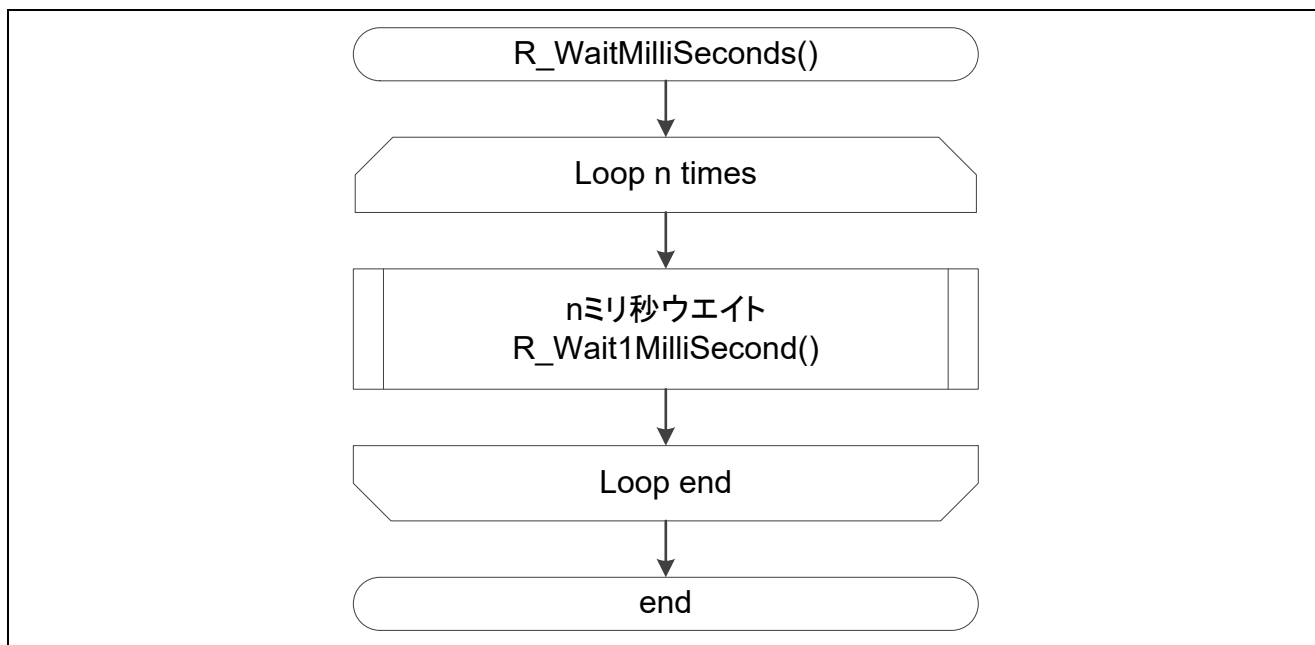 R_WaitMilliSeconds()
Loop n times
nミリ秒ウエイト
R_Wait1MilliSecond()
Loop end
end